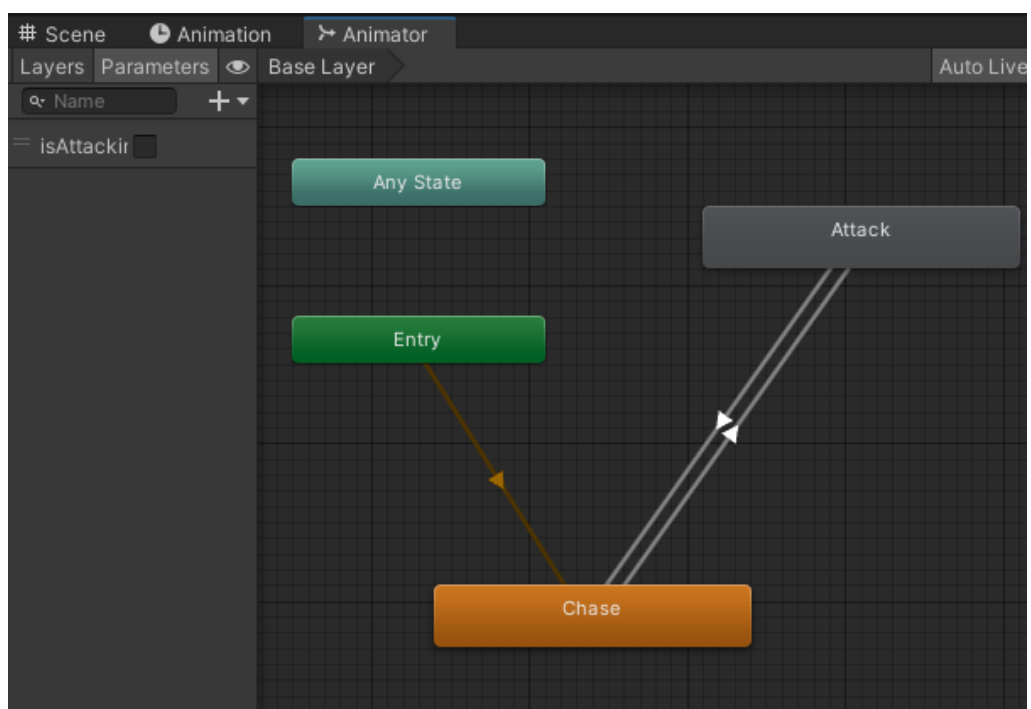 Scene Animation Animator
Layers Parameters Base Layer Auto Live
Name
isAttackir
Any State
Attack
Entry
Chase